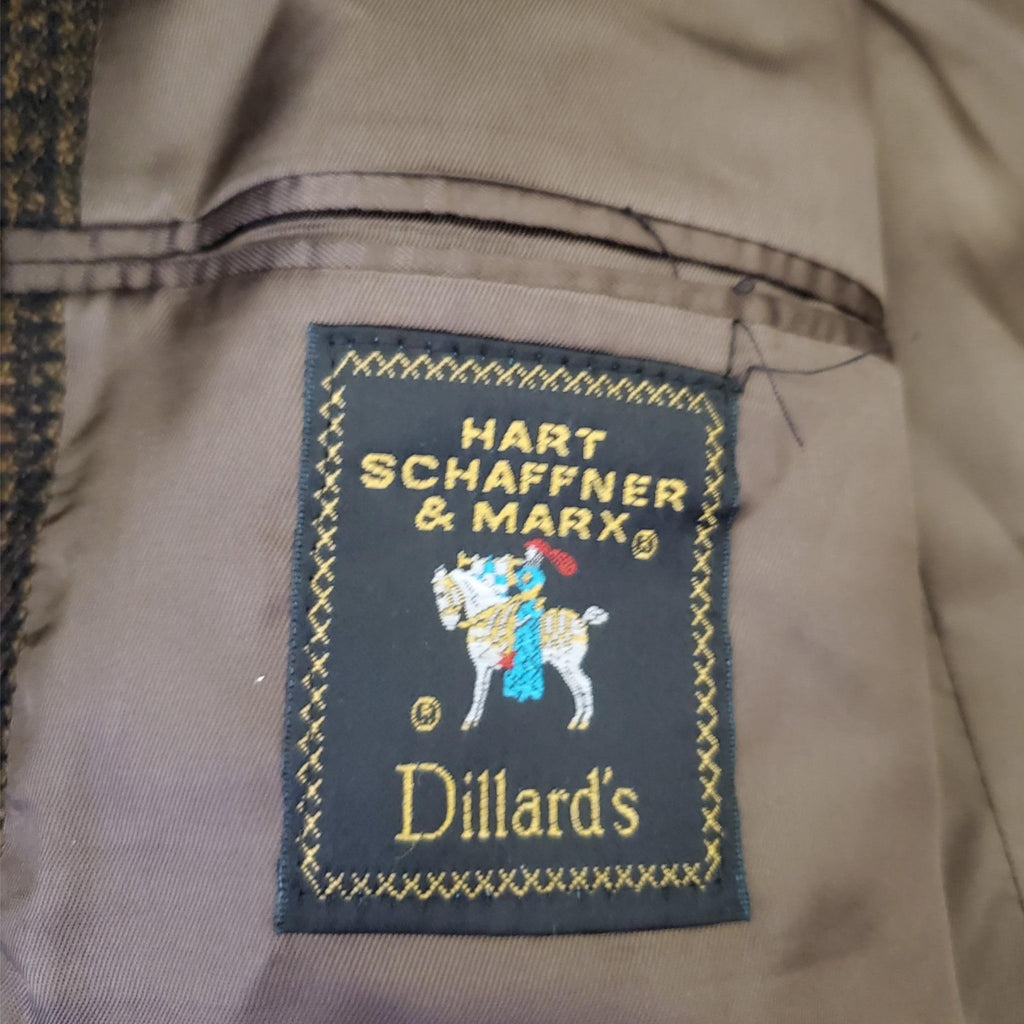 HART
SCHAFFNER
& MARX®
®
Dillard's